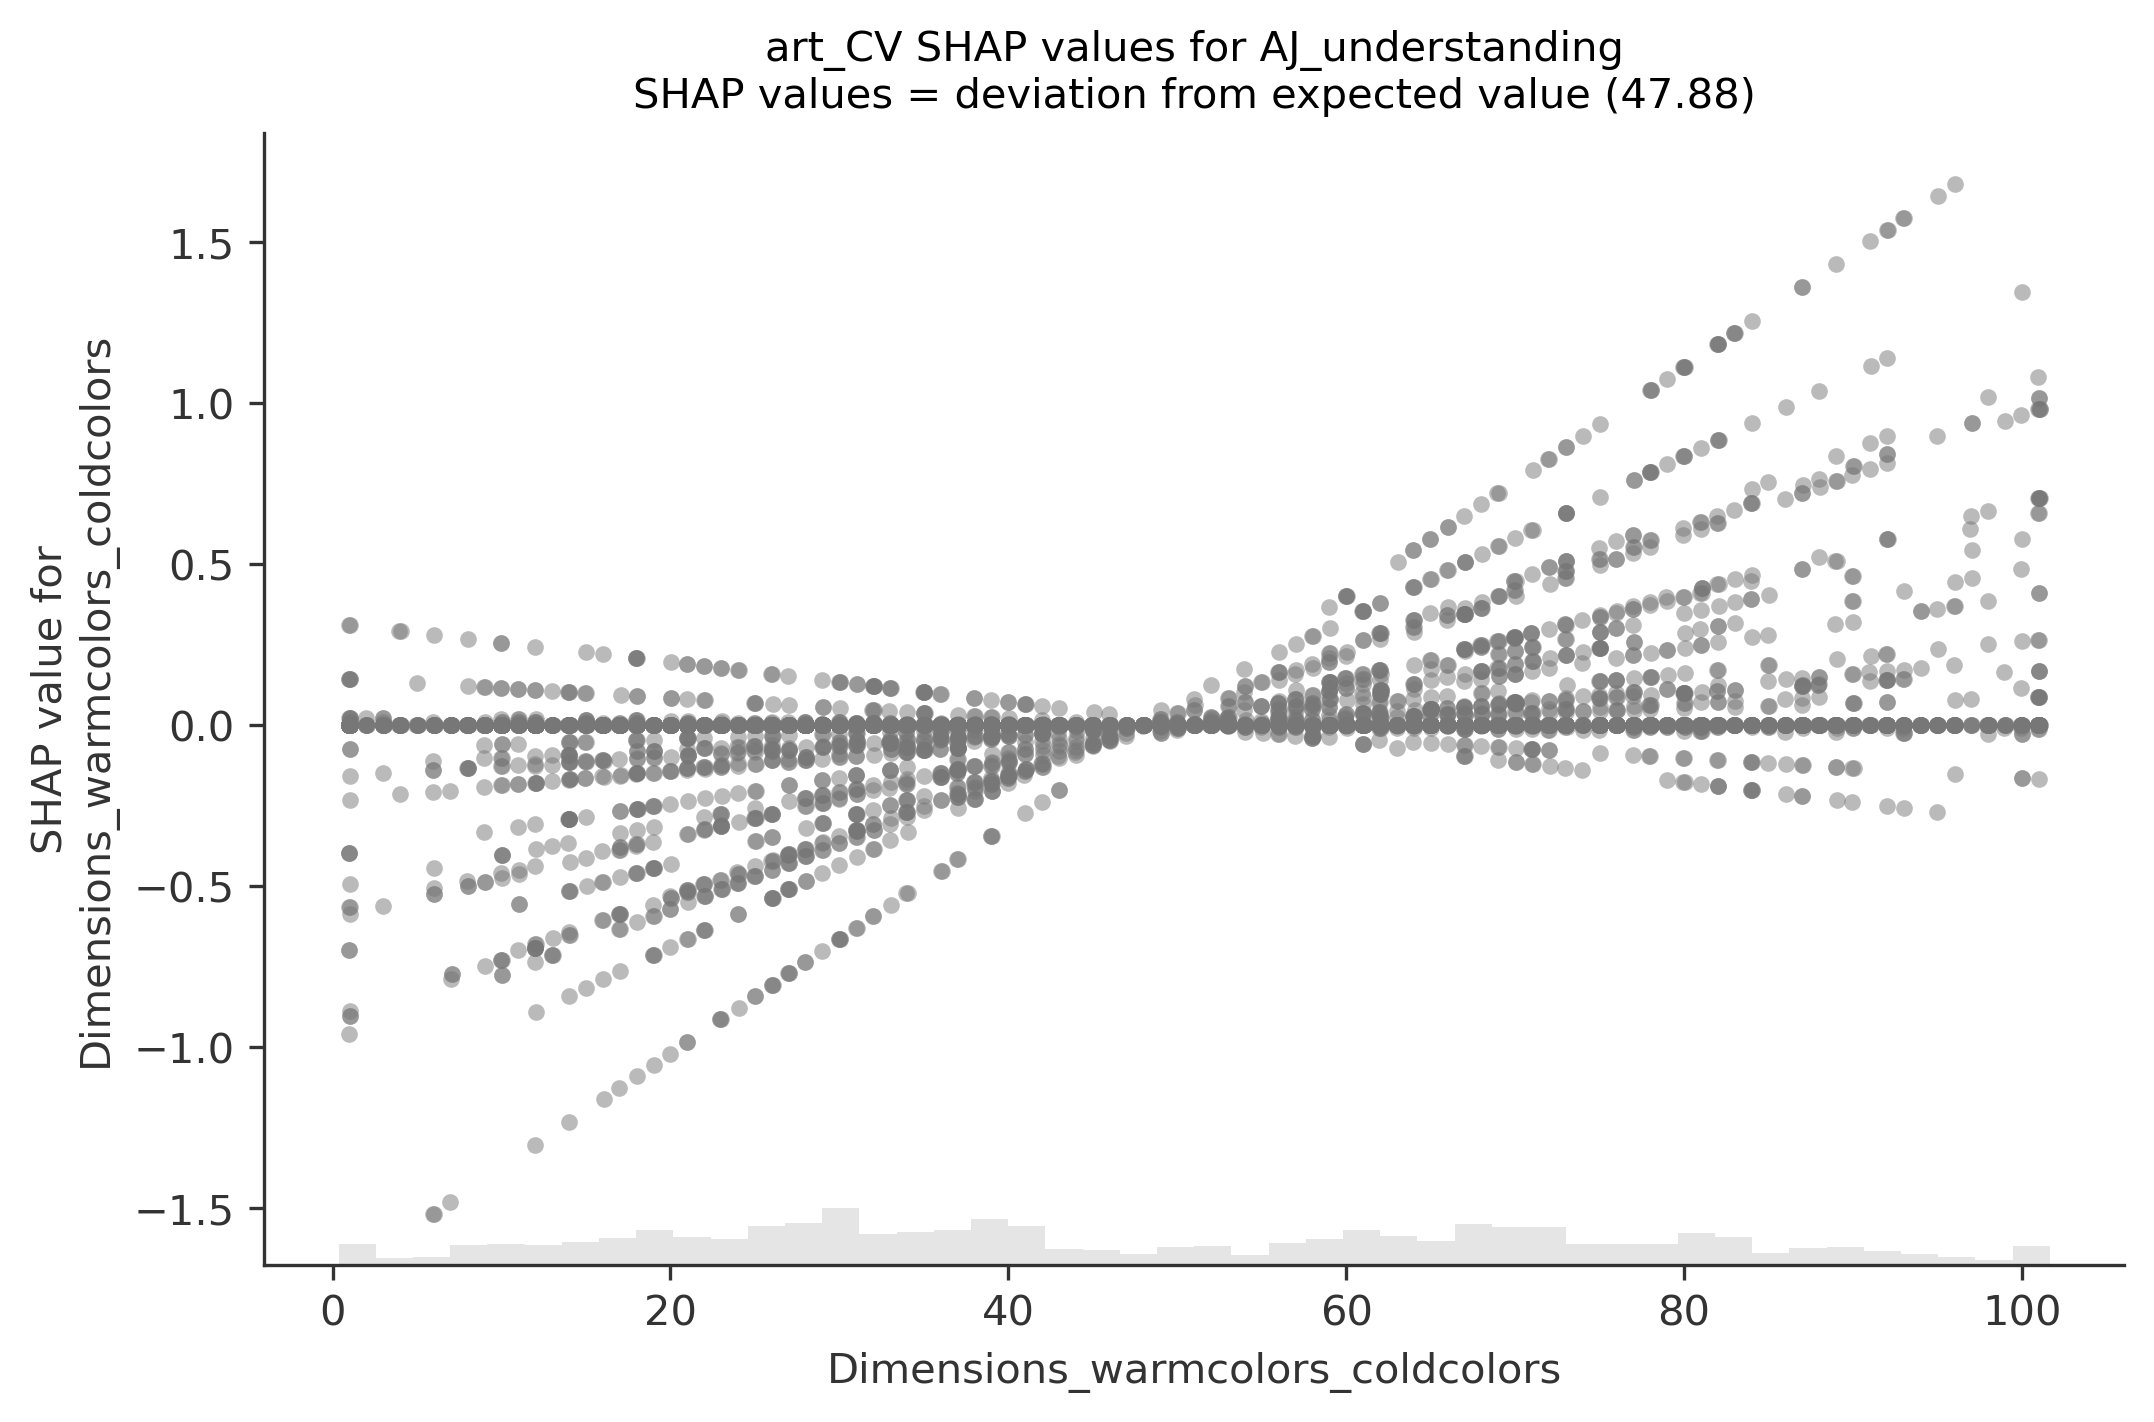 art_CV SHAP values for AJ_understanding
SHAP values = deviation from expected value (47.88)
SHAP value for
Dimensions_warmcolors_coldcolors
1.5
1.0
0.5
0.0
−0.5
−1.0
−1.5
0 20 40 60 80 100
Dimensions_warmcolors_coldcolors